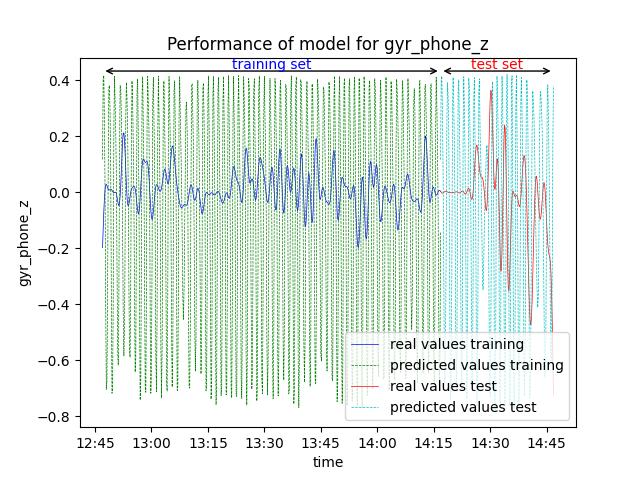 Performance of model for gyr_phone_z
training set
test set
gyr_phone_z
0.4
0.2
0.0
−0.2
−0.4
−0.6
−0.8
real values training
predicted values training
real values test
predicted values test
12:45 13:00 13:15 13:30 13:45 14:00 14:15 14:30 14:45
time